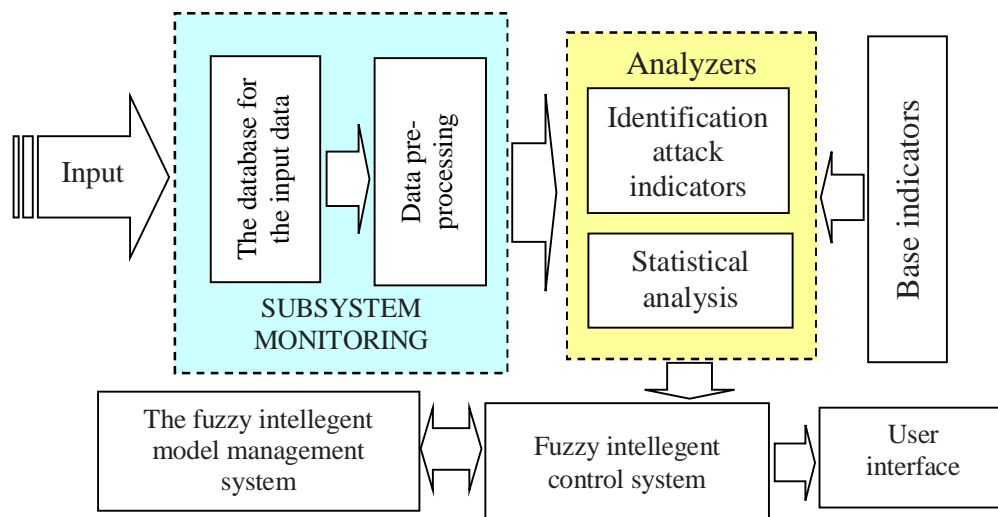 Input
The database for
the input data
Data pre-
processing
SUBSYSTEM
MONITORING
Analyzers
Identification
attack
indicators
Statistical
analysis
Base indicators
The fuzzy intellegent
model management
system
Fuzzy intellegent
control system
User
interface